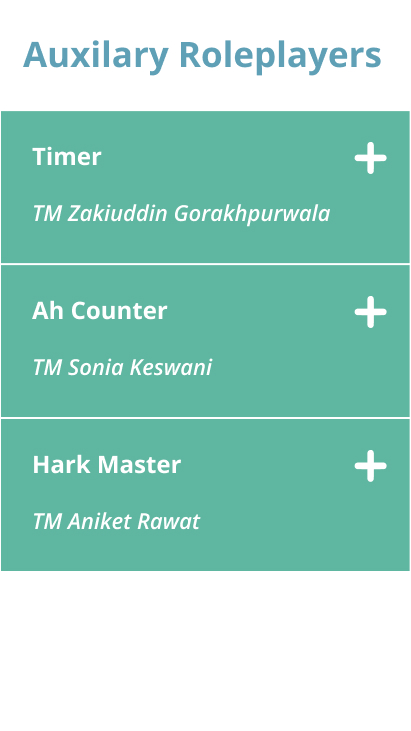 Auxilary Roleplayers
Timer
TM Zakiuddin Gorakhpurwala
Ah Counter
TM Sonia Keswani
Hark Master
TM Aniket Rawat